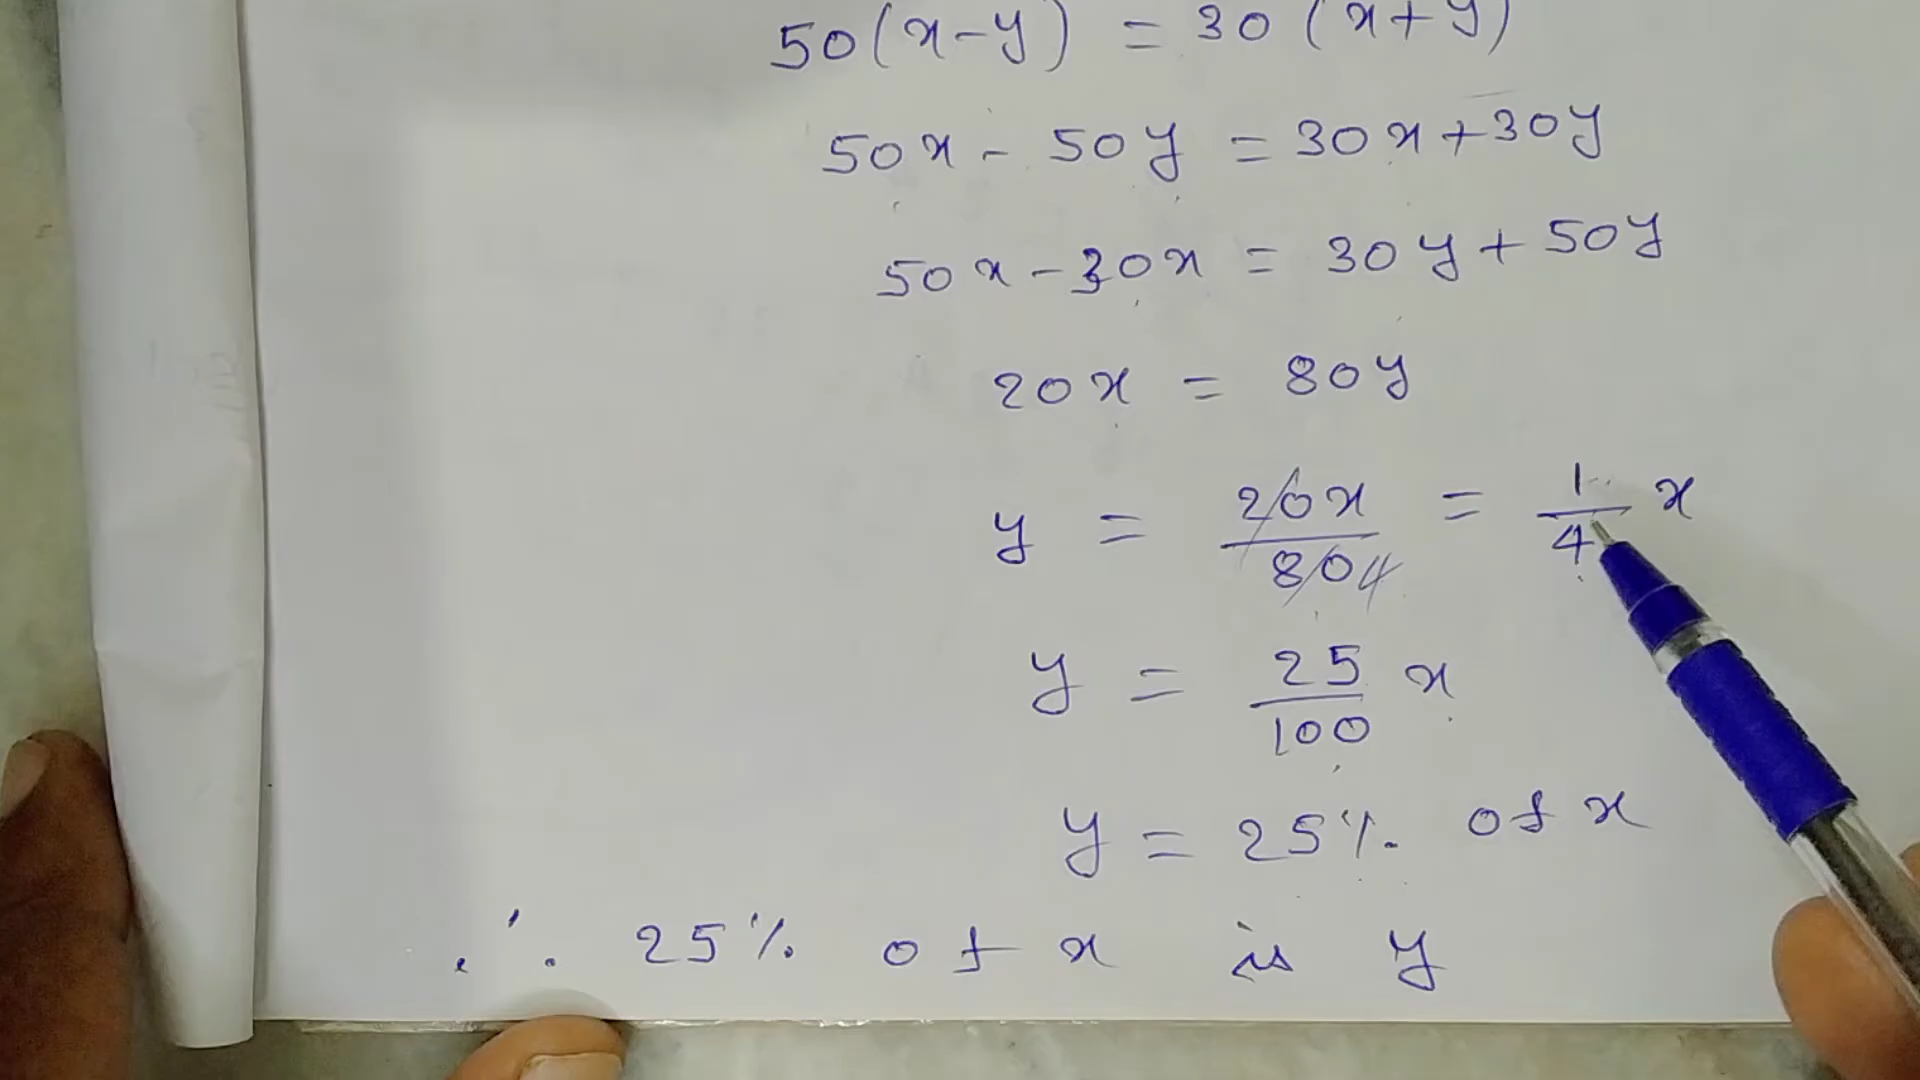 50(x-y) = 30(x+y)
50x - 50y = 30x+30y
50x-30x = 30y+50y
20x = 80y
y = 20x/80 4 = 1/4 x
y = 25/100 x
y = 25% of x
∴ 25% of x is y